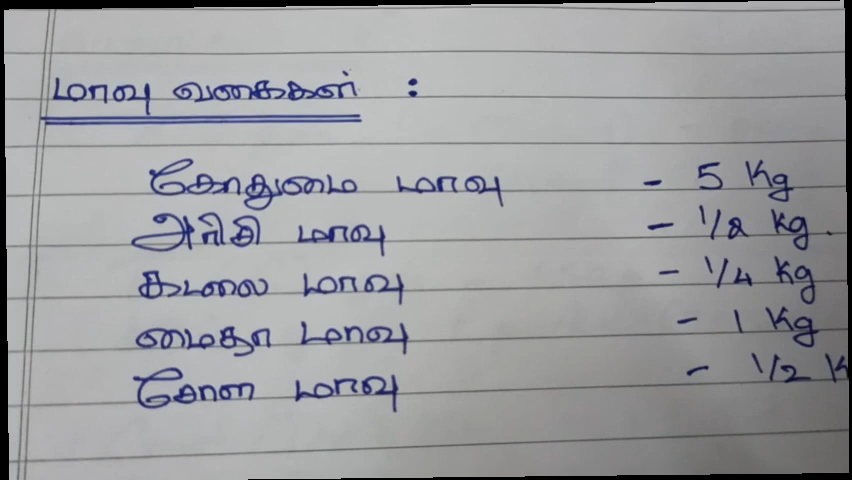 மாவு வகைகள் :
கோதுமை மாவு - 5 Kg
அரிசி மாவு - 1/2 Kg.
கடலை மாவு - 1/4 Kg
மைதா மாவு - 1 Kg
சோள மாவு - 1/2 K